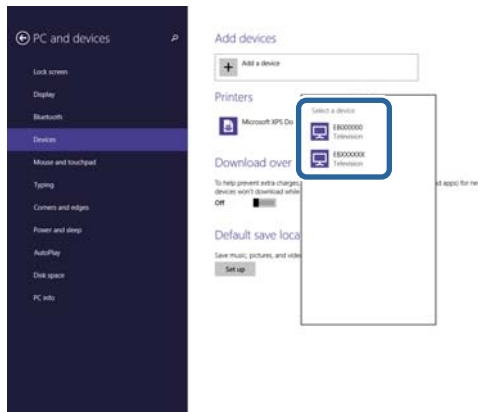 PC and devices
Lock screen
Display
Bluetooth
Devices
Mouse and touchpad
Typing
Corners and edges
Power and sleep
AutoPlay
Disk space
PC info
Add devices
Add a device
Printers
Microsoft XPS Do
Download over
To help prevent extra charges,
d apps) for ne
devices won't download while
Off
Default save loca
Save music, pictures, and vide
Set up
Select a device
Television
Television